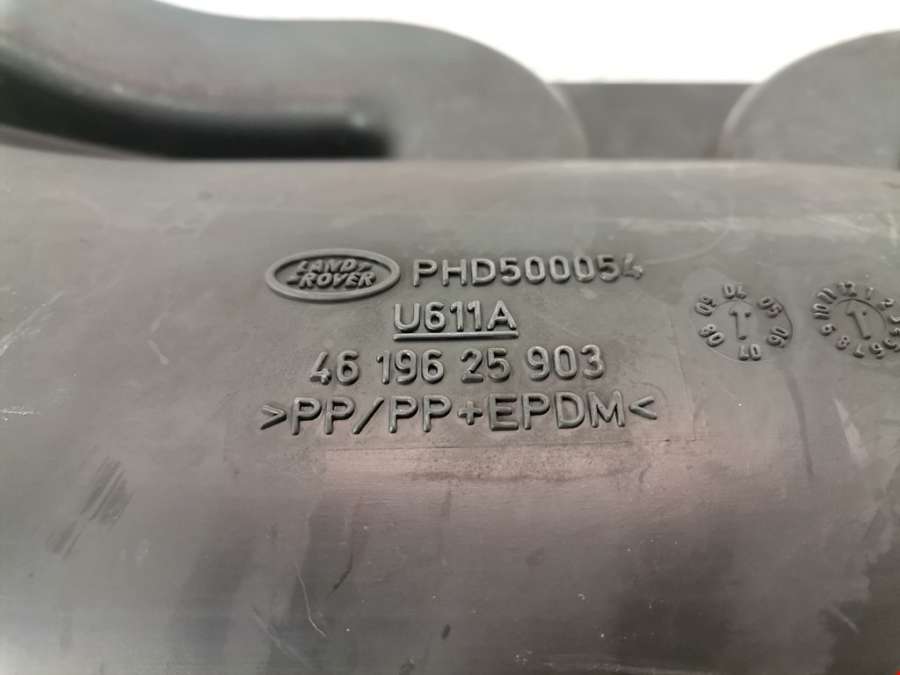 LAND ROVER PHD500054
U611A
46 196 25 903
>PP/PP+EPDM<